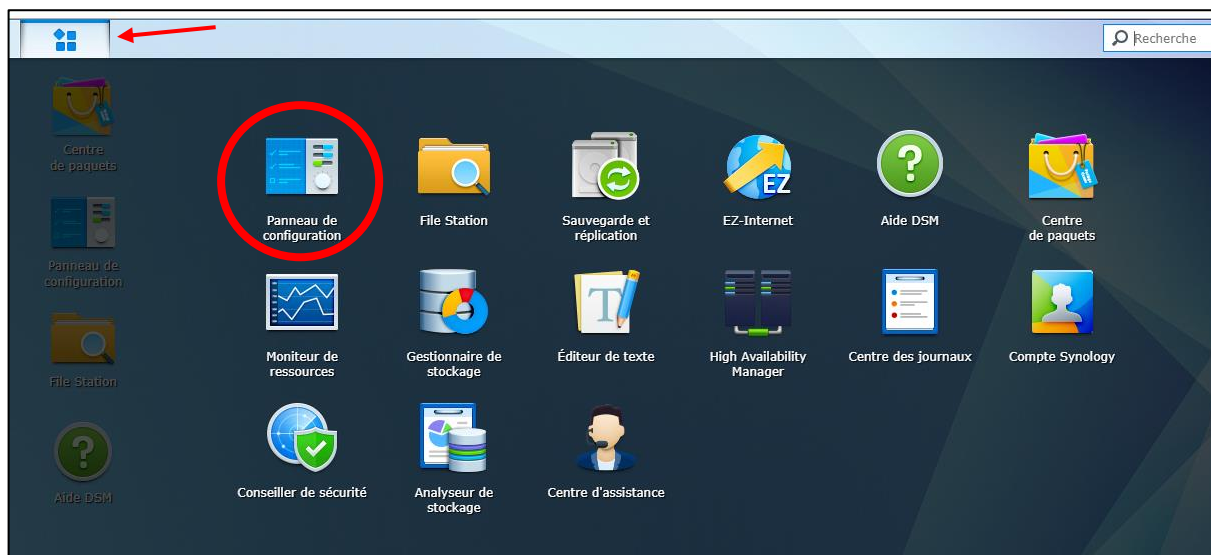 Recherche
Centre
de paquets
Panneau de
configuration
File Station
Aide DSM
Panneau de
configuration
File Station
Sauvegarde et
réplication
EZ
EZ-Internet
?
Aide DSM
Centre
de paquets
Moniteur de
ressources
Gestionnaire de
stockage
T
Éditeur de texte
High Availability
Manager
Centre des journaux
Compte Synology
Conseiller de sécurité
Analyseur de
stockage
Centre d'assistance